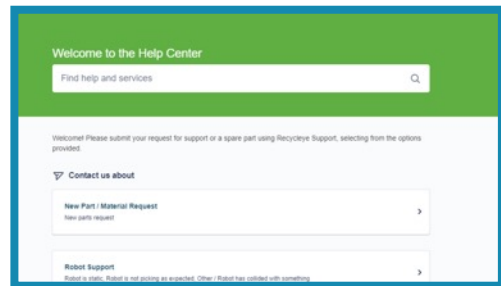 Welcome to the Help Center
Find help and services
Welcome! Please submit your request for support or a spare part using Recycleye Support, selecting from the options
provided.
Contact us about
New Part / Material Request
New parts request
Robot Support
Robot is static, Robot is not picking as expected, Other / Robot has collided with something